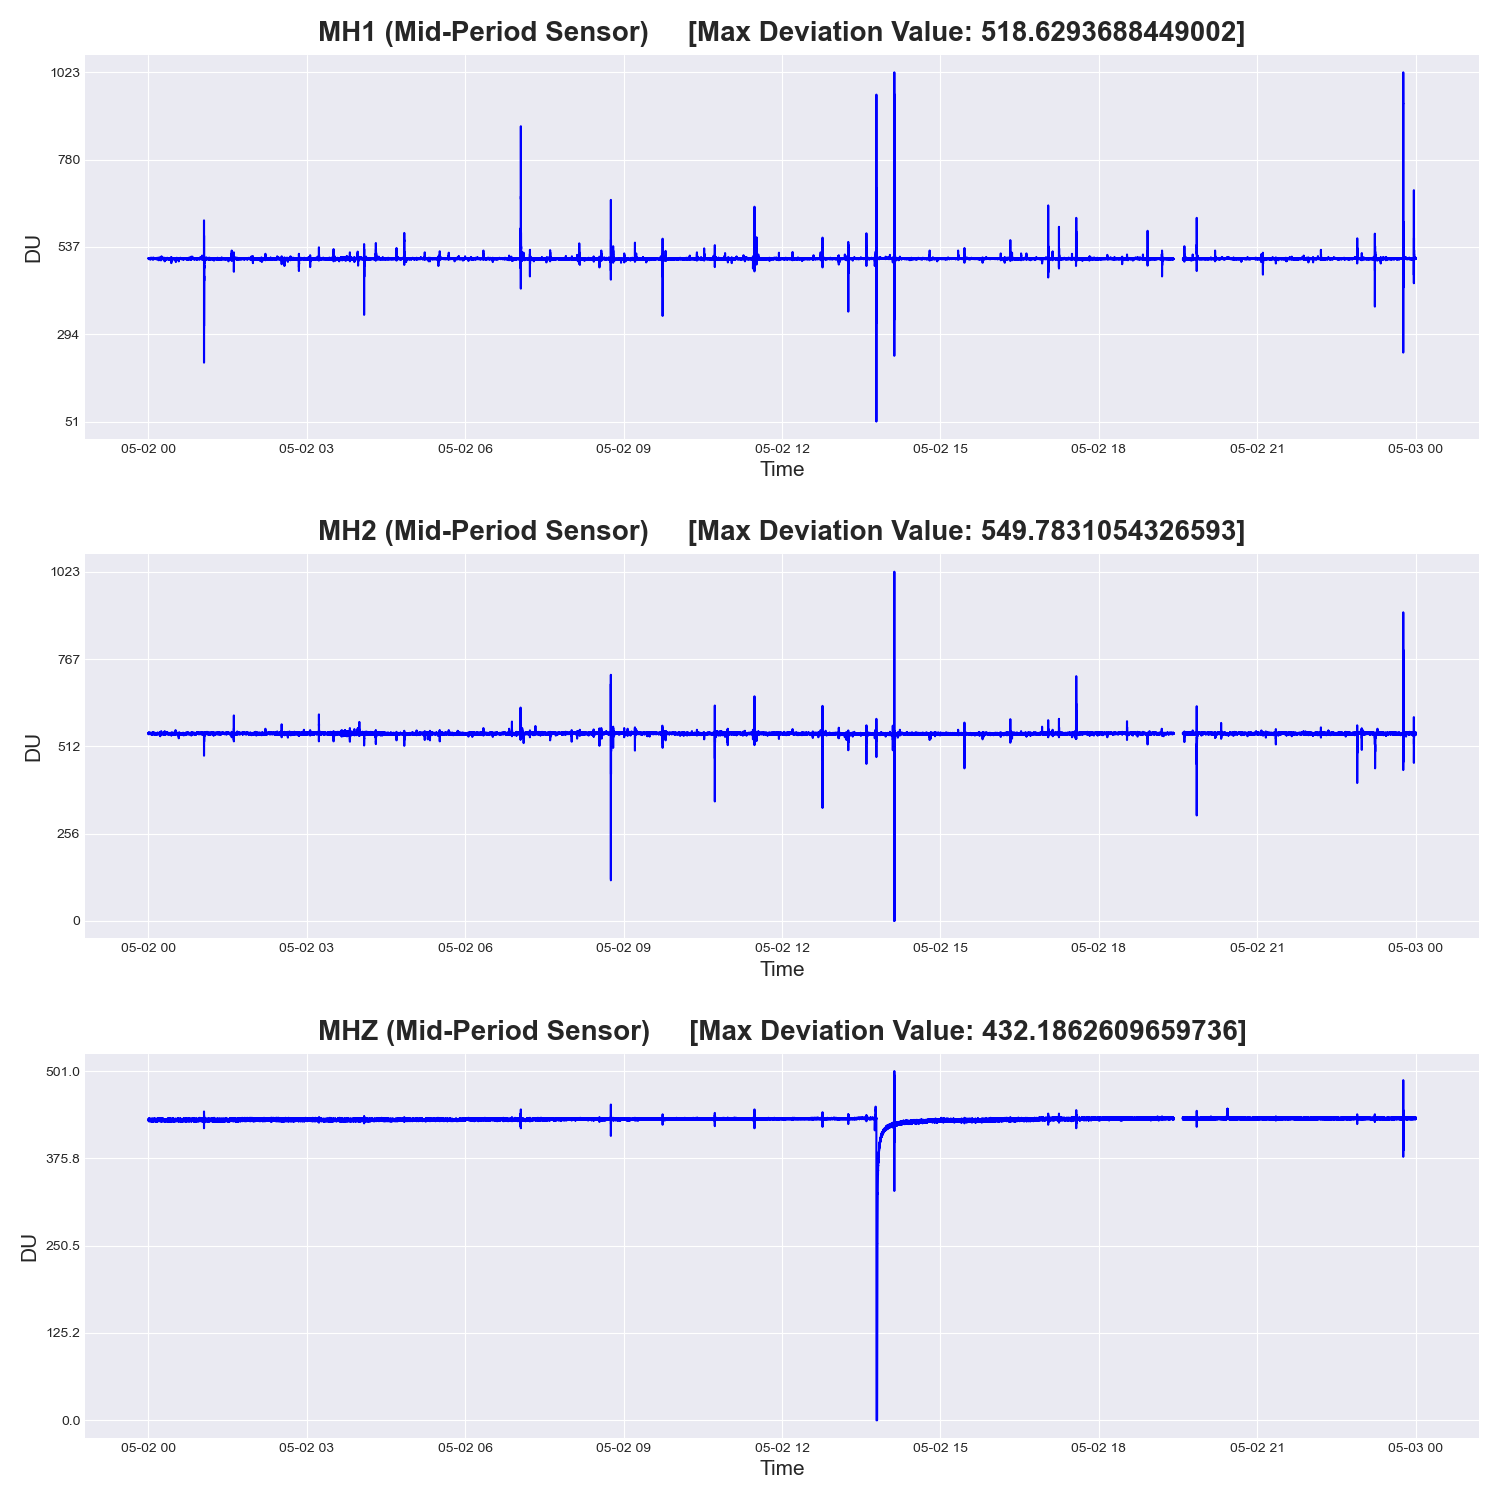 MH1 (Mid-Period Sensor) [Max Deviation Value: 518.6293688449002]
1023
780
537
294
51
DU
05-02 00 05-02 03 05-02 06 05-02 09 05-02 12 05-02 15 05-02 18 05-02 21 05-03 00
Time
MH2 (Mid-Period Sensor) [Max Deviation Value: 549.7831054326593]
1023
767
512
256
0
DU
05-02 00 05-02 03 05-02 06 05-02 09 05-02 12 05-02 15 05-02 18 05-02 21 05-03 00
Time
MHZ (Mid-Period Sensor) [Max Deviation Value: 432.1862609659736]
501.0
375.8
250.5
125.2
0.0
DU
05-02 00 05-02 03 05-02 06 05-02 09 05-02 12 05-02 15 05-02 18 05-02 21 05-03 00
Time